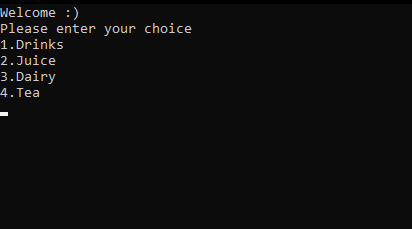 Welcome :)
Please enter your choice
1.Drinks
2.Juice
3.Dairy
4.Tea